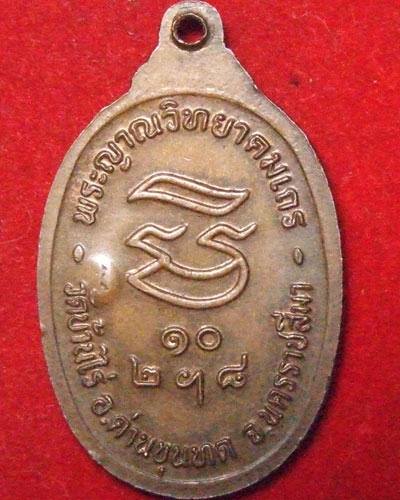 พระญาณวิทยาคมเถร
๑๐
๒ ๙ ๘
วัดบ้านไร่ อ.ด่านขุนทด จ.นครราชสีมา